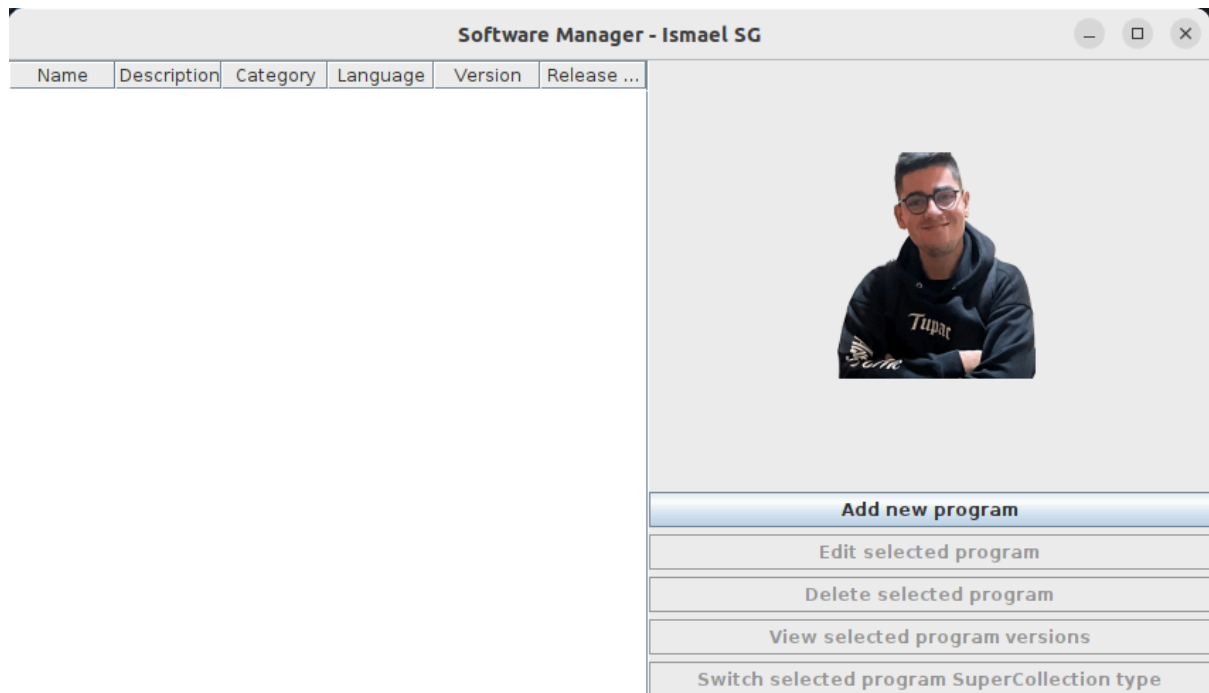 Software Manager - Ismael SG
Name Description Category Language Version Release ...
Tupac
Add new program
Edit selected program
Delete selected program
View selected program versions
Switch selected program SuperCollection type